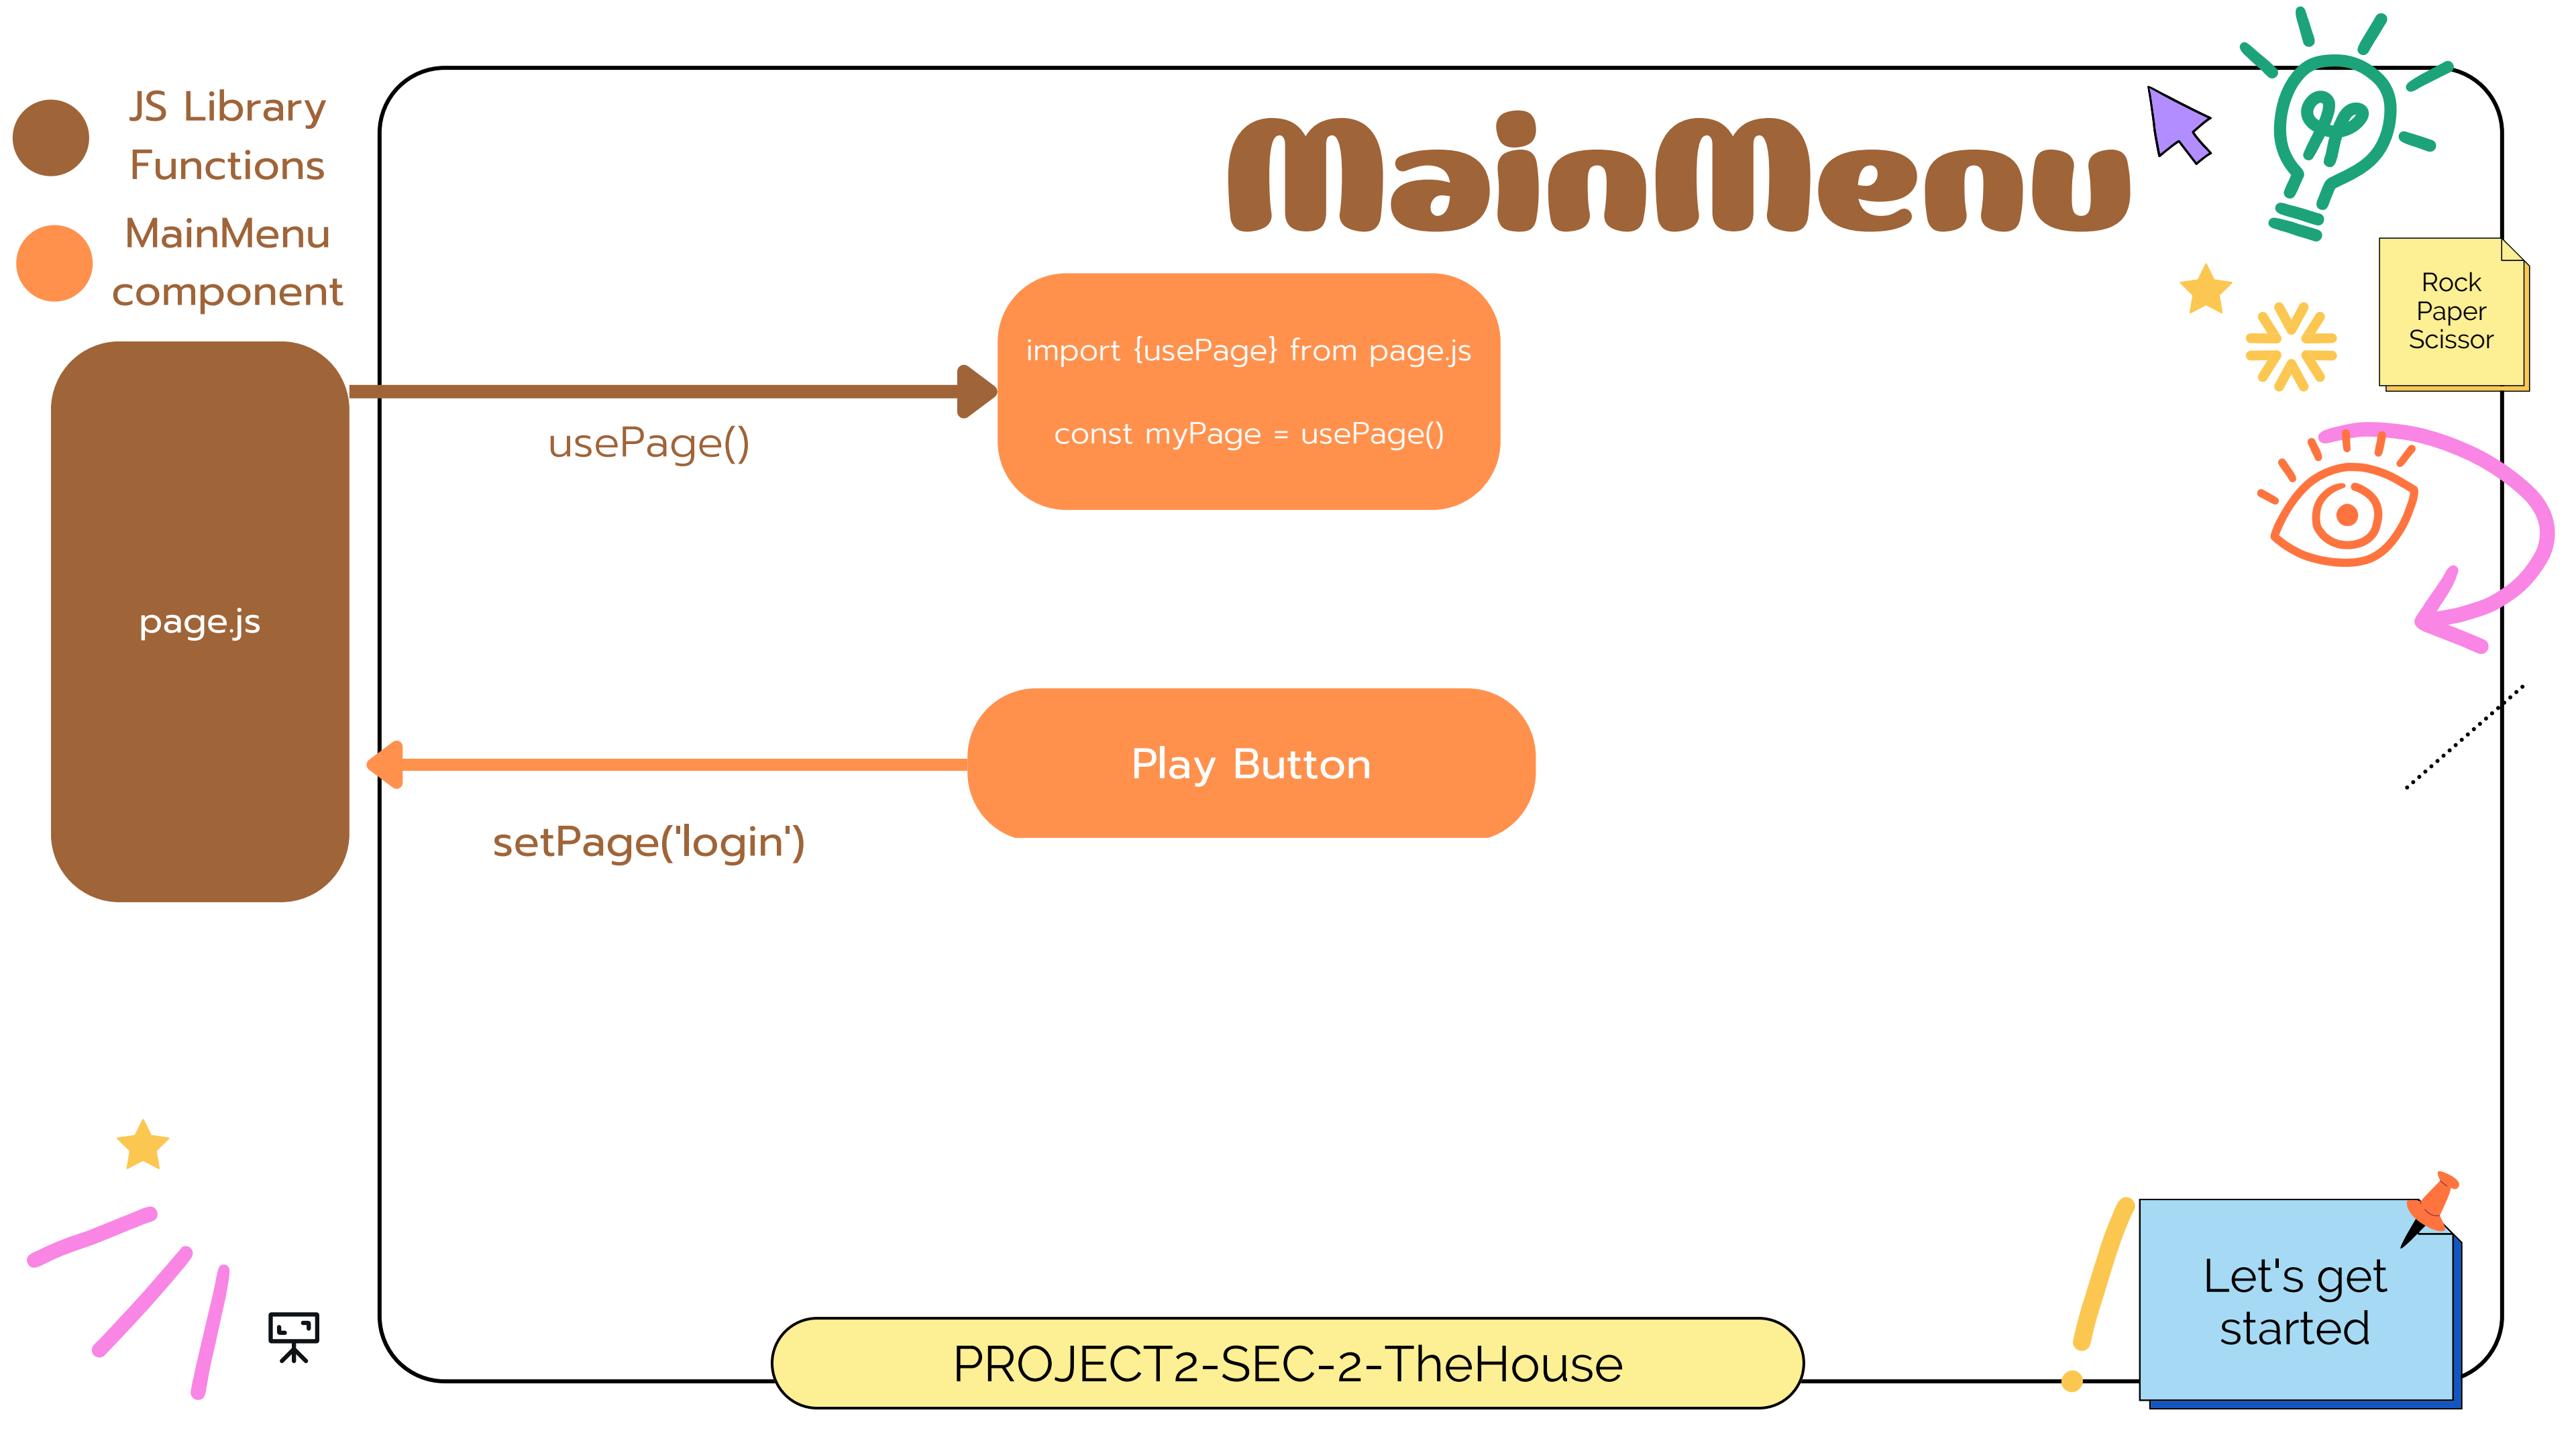 JS Library
Functions
MainMenu
component
MainMenu
Rock
Paper
Scissor
import {usePage} from page.js
const myPage = usePage()
usePage()
page.js
Play Button
setPage('login')
Let's get
started
PROJECT2-SEC-2-TheHouse